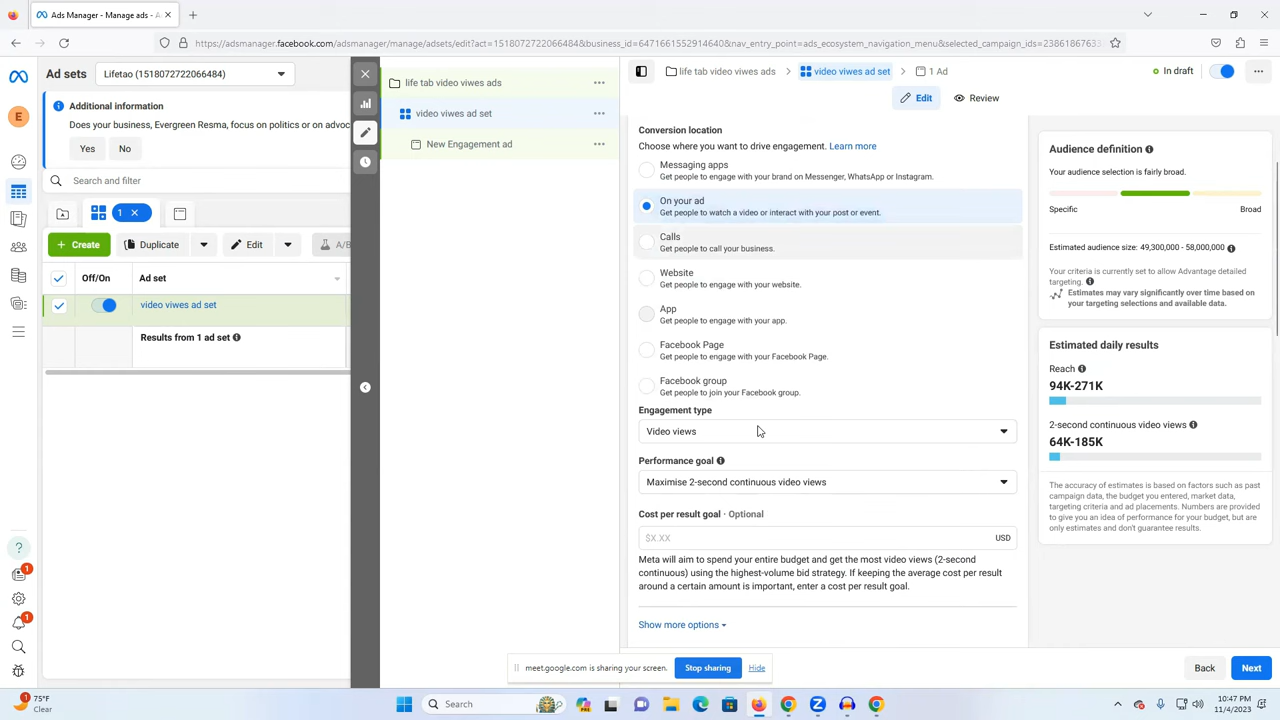 Ads Manager - Manage ads - A
https://adsmanager.facebook.com/adsmanager/manage/adsets/edit?act=1518072722066484&business_id=6471661552914640&nav_entry_point=ads_ecosystem_navigation_menu&selected_campaign_ids=23861867633
Ad sets
Lifetao (1518072722066484)
E
Additional information
Does your business, Evergreen Resma, focus on politics or on advoc
Yes
No
Search and filter
1
Create
Duplicate
Edit
A/B
Off/On
Ad set
video viwes ad set
Results from 1 ad set
life tab video viwes ads
video viwes ad set
New Engagement ad
life tab video viwes ads
video viwes ad set
1 Ad
In draft
Edit
Review
Conversion location
Choose where you want to drive engagement. Learn more
Messaging apps
Get people to engage with your brand on Messenger, WhatsApp or Instagram.
On your ad
Get people to watch a video or interact with your post or event.
Calls
Get people to call your business.
Website
Get people to engage with your website.
App
Get people to engage with your app.
Facebook Page
Get people to engage with your Facebook Page.
Facebook group
Get people to join your Facebook group.
Engagement type
Video views
Performance goal
Maximise 2-second continuous video views
Cost per result goal · Optional
$X.XX
USD
Meta will aim to spend your entire budget and get the most video views (2-second
continuous) using the highest-volume bid strategy. If keeping the average cost per result
around a certain amount is important, enter a cost per result goal.
Show more options
Back
Next
Audience definition
Your audience selection is fairly broad.
Specific
Broad
Estimated audience size: 49,300,000 - 58,000,000
Your criteria is currently set to allow Advantage detailed
targeting.
Estimates may vary significantly over time based on
your targeting selections and available data.
Estimated daily results
Reach
94K-271K
2-second continuous video views
64K-185K
The accuracy of estimates is based on factors such as past
campaign data, the budget you entered, market data,
targeting criteria and ad placements. Numbers are provided
to give you an idea of performance for your budget, but are
only estimates and don't guarantee results.
meet.google.com is sharing your screen.
Stop sharing
Hide
1
1
1
75°F
Clear
Search
10:47 PM
11/4/2023